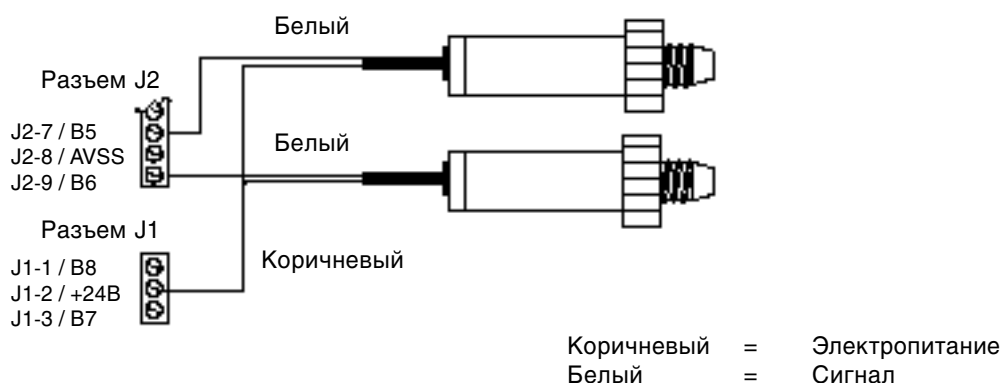 Белый
Разъем J2
J2-7 / B5
J2-8 / AVSS
J2-9 / B6
Белый
Разъем J1
J1-1 / B8
J1-2 / +24В
J1-3 / B7
Коричневый
Коричневый = Электропитание
Белый = Сигнал